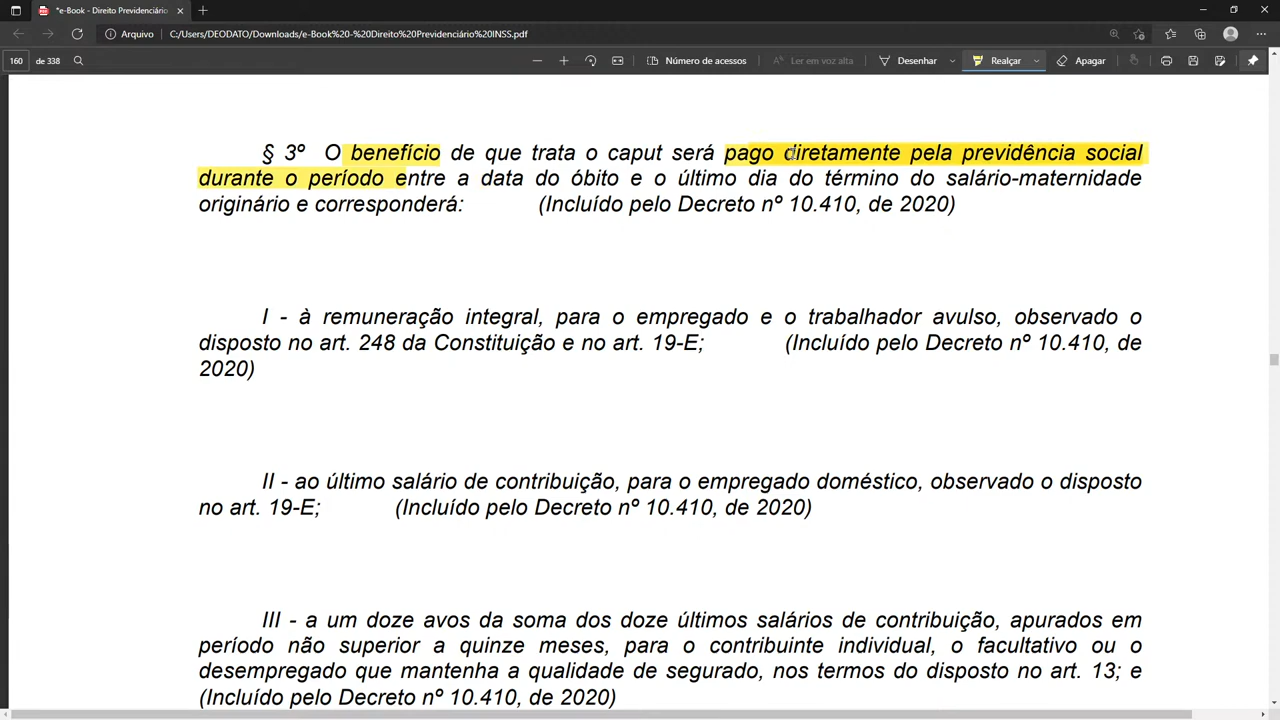 *e-Book - Direito Previdenciário
Arquivo C:/Users/DEODATO/Downloads/e-Book%20-%20Direito%20Previdenciário%20INSS.pdf
160 de 338 Número de acessos Ler em voz alta Desenhar Realçar Apagar
§ 3º O benefício de que trata o caput será pago diretamente pela previdência social
durante o período entre a data do óbito e o último dia do término do salário-maternidade
originário e corresponderá: (Incluído pelo Decreto nº 10.410, de 2020)
I - à remuneração integral, para o empregado e o trabalhador avulso, observado o
disposto no art. 248 da Constituição e no art. 19-E; (Incluído pelo Decreto nº 10.410, de
2020)
II - ao último salário de contribuição, para o empregado doméstico, observado o disposto
no art. 19-E; (Incluído pelo Decreto nº 10.410, de 2020)
III - a um doze avos da soma dos doze últimos salários de contribuição, apurados em
período não superior a quinze meses, para o contribuinte individual, o facultativo ou o
desempregado que mantenha a qualidade de segurado, nos termos do disposto no art. 13; e
(Incluído pelo Decreto nº 10.410, de 2020)